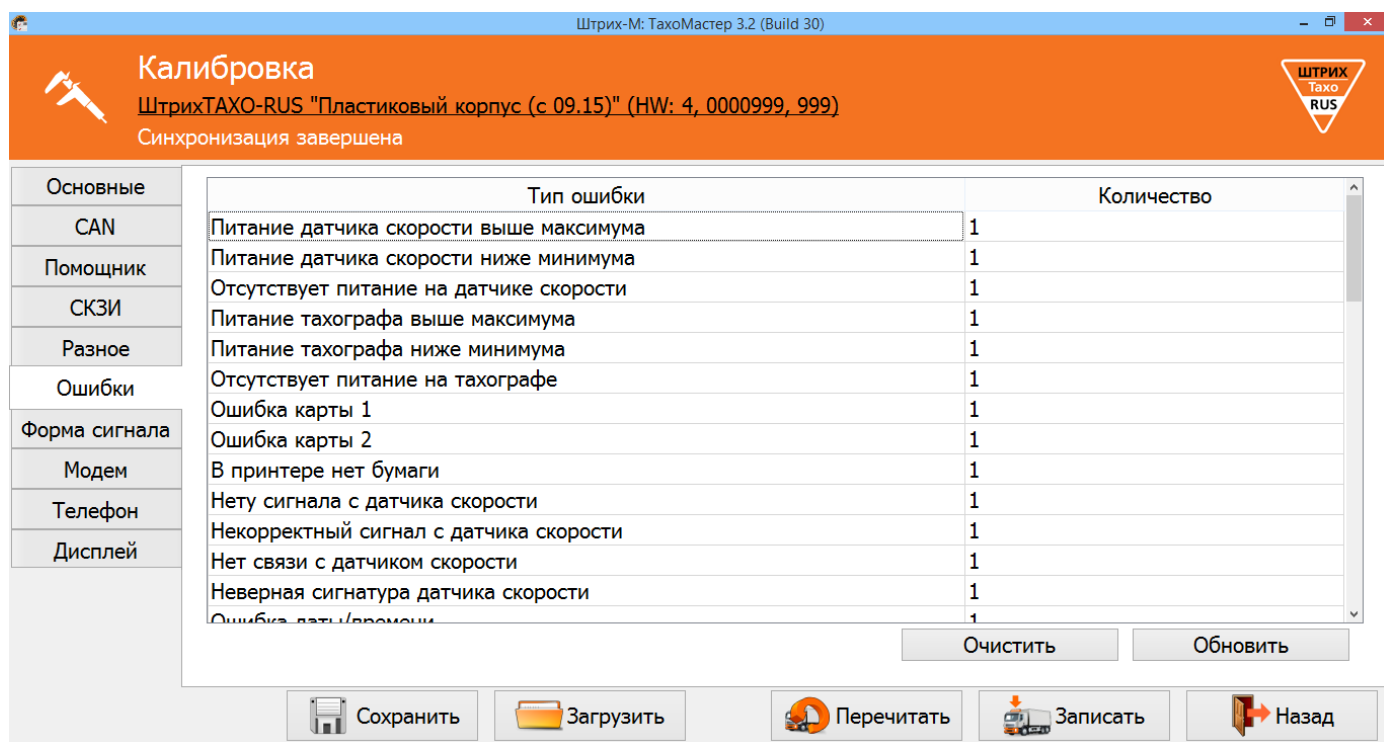 Штрих-М: ТахоМастер 3.2 (Build 30)
Калибровка
ШтрихТАХО-RUS "Пластиковый корпус (с 09.15)" (HW: 4, 0000999, 999)
Синхронизация завершена
ШТРИХ
Тахо
RUS
Основные
CAN
Помощник
СКЗИ
Разное
Ошибки
Форма сигнала
Модем
Телефон
Дисплей
Тип ошибки Количество
Питание датчика скорости выше максимума 1
Питание датчика скорости ниже минимума 1
Отсутствует питание на датчике скорости 1
Питание тахографа выше максимума 1
Питание тахографа ниже минимума 1
Отсутствует питание на тахографе 1
Ошибка карты 1 1
Ошибка карты 2 1
В принтере нет бумаги 1
Нету сигнала с датчика скорости 1
Некорректный сигнал с датчика скорости 1
Нет связи с датчиком скорости 1
Неверная сигнатура датчика скорости 1
Ошибка даты/времени 1
Очистить Обновить
Сохранить Загрузить Перечитать Записать Назад